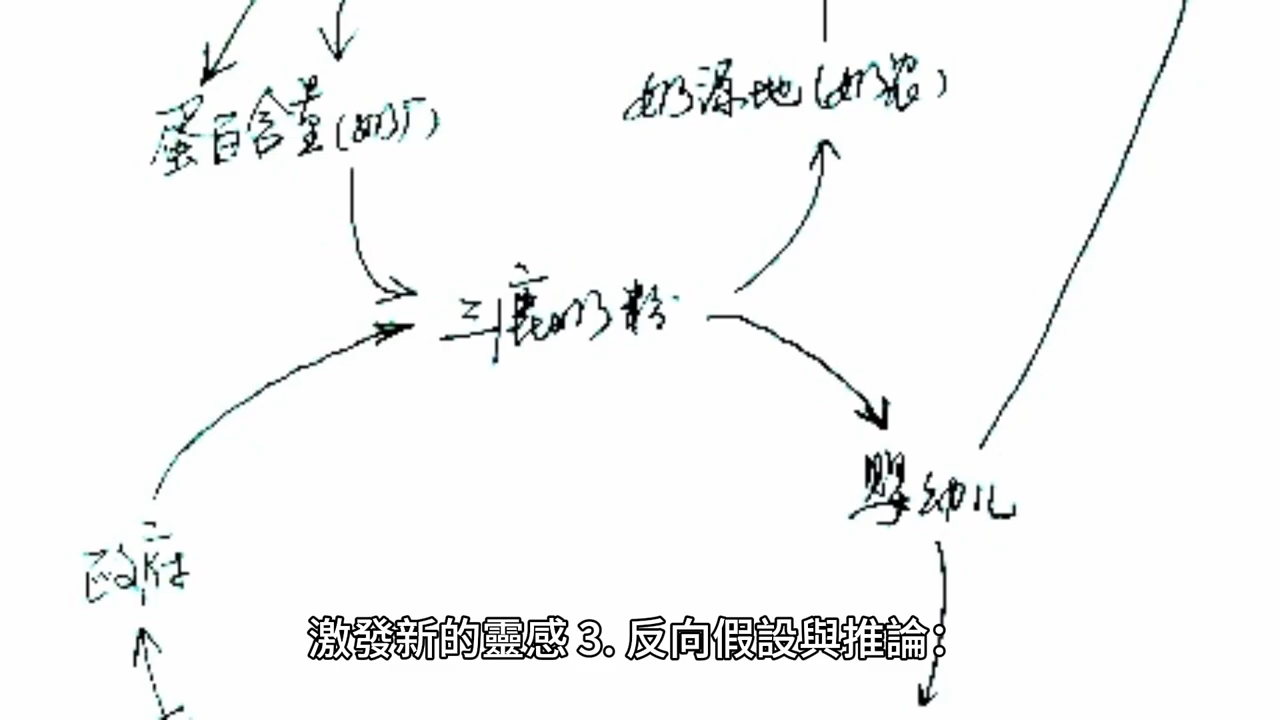 蛋白含量(奶厂)
奶源地(奶农)
三鹿奶粉
婴幼儿
政府
激發新的靈感 3. 反向假設與推論：